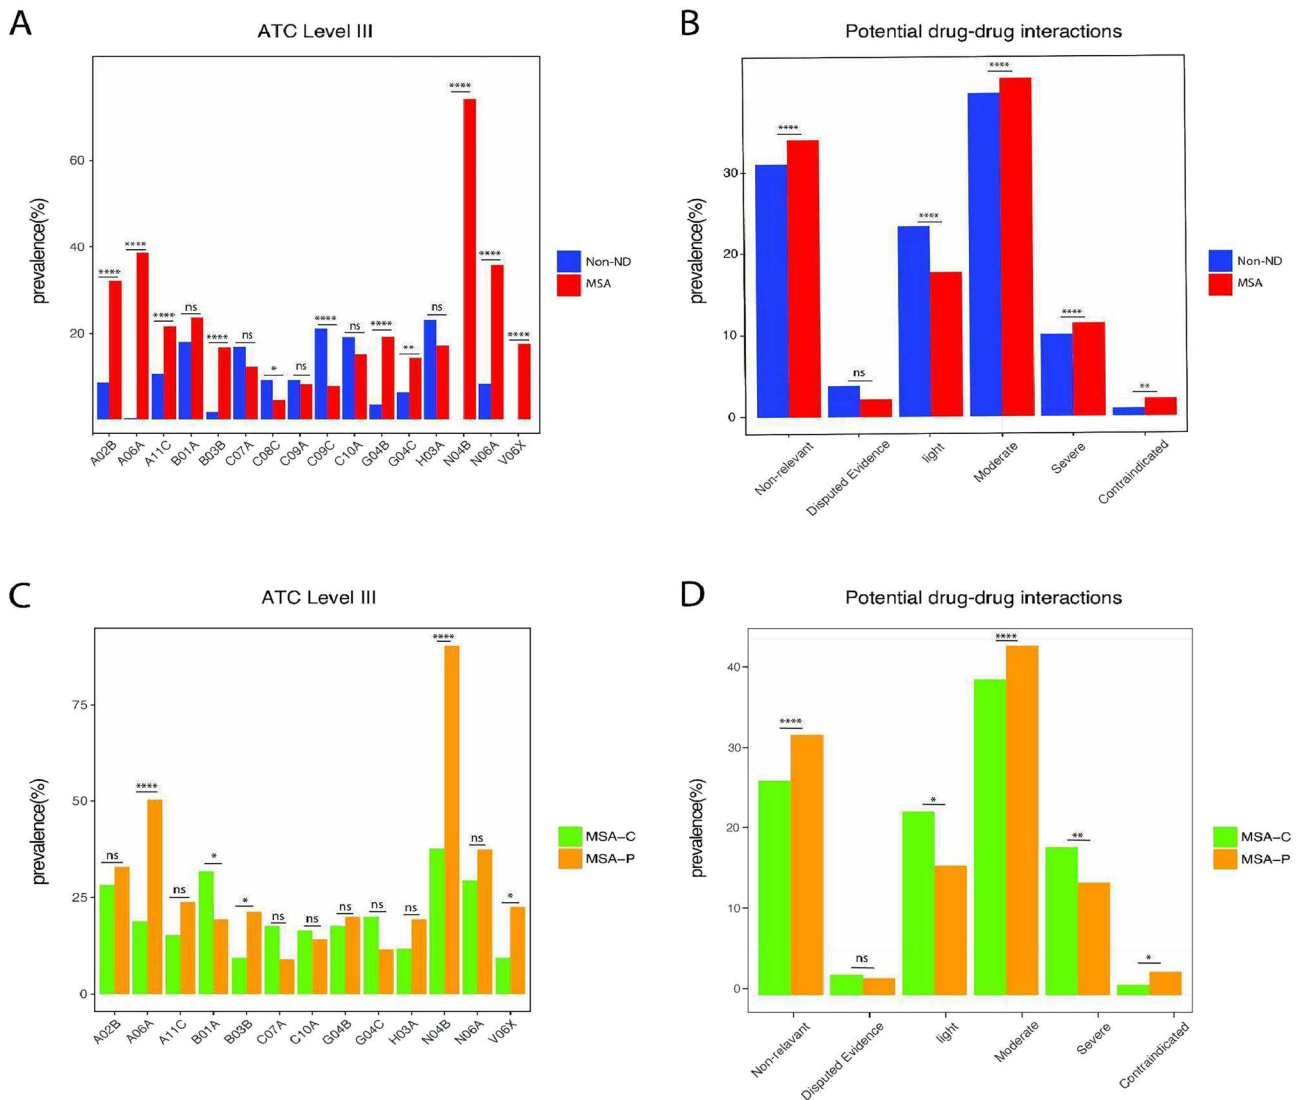 A
ATC Level III
prevalence(%)
60
40
20
****
****
****
ns
****
ns
*
ns
****
ns
****
**
ns
****
****
****
A02B
A06A
A11C
B01A
B03B
C07A
C08C
C09A
C09C
C10A
G04B
G04C
H03A
N04B
N06A
V06X
Non-ND
MSA
B
Potential drug-drug interactions
prevalence(%)
30
20
10
0
****
ns
****
****
****
**
Non-relevant
Disputed Evidence
light
Moderate
Severe
Contraindicated
Non-ND
MSA
C
ATC Level III
prevalence(%)
75
50
25
0
ns
****
ns
*
*
ns
ns
ns
ns
ns
****
ns
*
A02B
A06A
A11C
B01A
B03B
C07A
C10A
G04B
G04C
H03A
N04B
N06A
V06X
MSA−C
MSA−P
D
Potential drug-drug interactions
prevalence(%)
40
30
20
10
0
****
ns
*
****
**
*
Non-relavant
Disputed Evidence
light
Moderate
Severe
Contraindicated
MSA−C
MSA−P